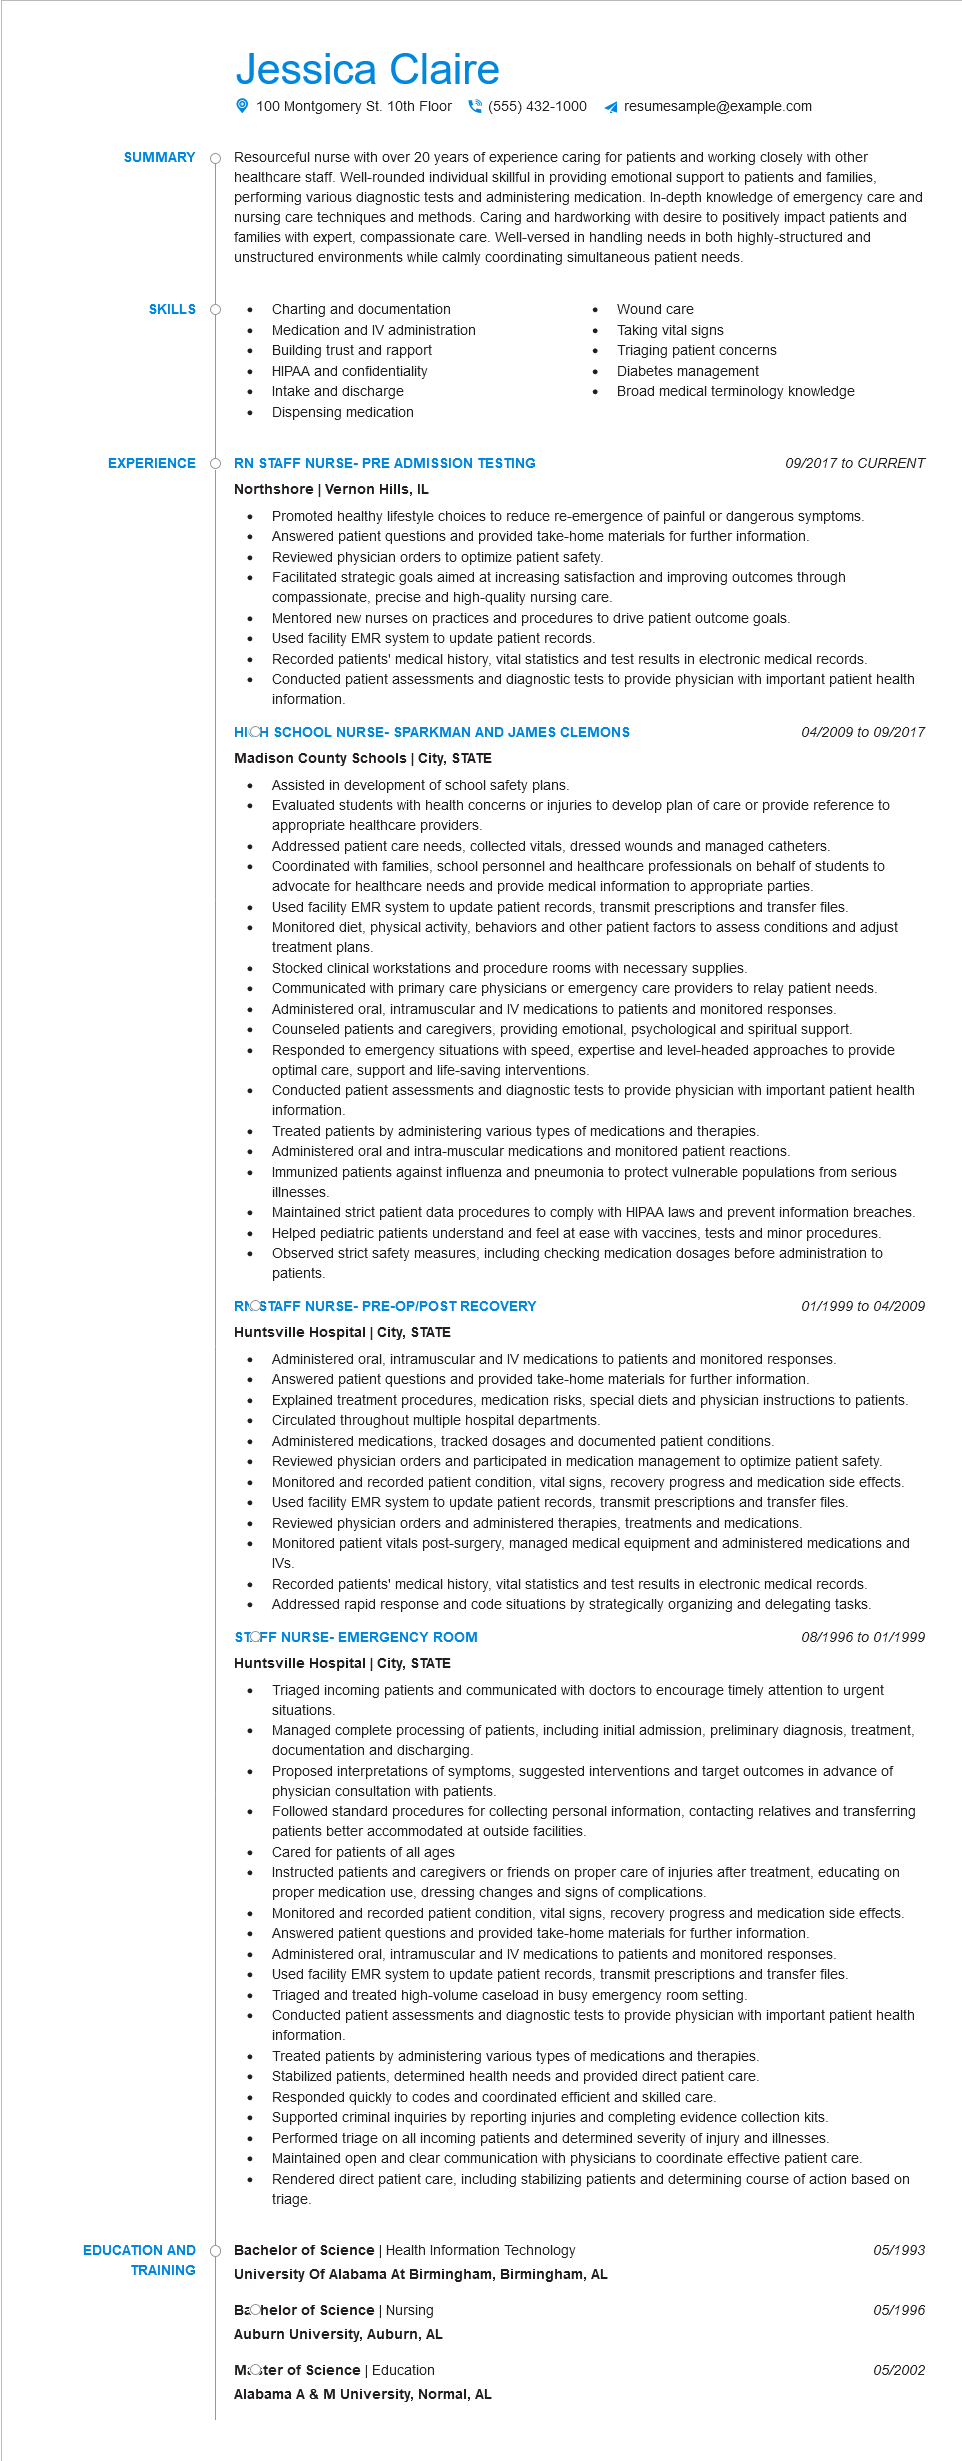 Jessica Claire
100 Montgomery St. 10th Floor (555) 432-1000 resumesample@example.com
SUMMARY
Resourceful nurse with over 20 years of experience caring for patients and working closely with other
healthcare staff. Well-rounded individual skillful in providing emotional support to patients and families,
performing various diagnostic tests and administering medication. In-depth knowledge of emergency care and
nursing care techniques and methods. Caring and hardworking with desire to positively impact patients and
families with expert, compassionate care. Well-versed in handling needs in both highly-structured and
unstructured environments while calmly coordinating simultaneous patient needs.
SKILLS
• Charting and documentation
• Medication and IV administration
• Building trust and rapport
• HIPAA and confidentiality
• Intake and discharge
• Dispensing medication
• Wound care
• Taking vital signs
• Triaging patient concerns
• Diabetes management
• Broad medical terminology knowledge
EXPERIENCE
RN STAFF NURSE- PRE ADMISSION TESTING 09/2017 to CURRENT
Northshore | Vernon Hills, IL
• Promoted healthy lifestyle choices to reduce re-emergence of painful or dangerous symptoms.
• Answered patient questions and provided take-home materials for further information.
• Reviewed physician orders to optimize patient safety.
• Facilitated strategic goals aimed at increasing satisfaction and improving outcomes through
compassionate, precise and high-quality nursing care.
• Mentored new nurses on practices and procedures to drive patient outcome goals.
• Used facility EMR system to update patient records.
• Recorded patients' medical history, vital statistics and test results in electronic medical records.
• Conducted patient assessments and diagnostic tests to provide physician with important patient health
information.
HIGH SCHOOL NURSE- SPARKMAN AND JAMES CLEMONS 04/2009 to 09/2017
Madison County Schools | City, STATE
• Assisted in development of school safety plans.
• Evaluated students with health concerns or injuries to develop plan of care or provide reference to
appropriate healthcare providers.
• Addressed patient care needs, collected vitals, dressed wounds and managed catheters.
• Coordinated with families, school personnel and healthcare professionals on behalf of students to
advocate for healthcare needs and provide medical information to appropriate parties.
• Used facility EMR system to update patient records, transmit prescriptions and transfer files.
• Monitored diet, physical activity, behaviors and other patient factors to assess conditions and adjust
treatment plans.
• Stocked clinical workstations and procedure rooms with necessary supplies.
• Communicated with primary care physicians or emergency care providers to relay patient needs.
• Administered oral, intramuscular and IV medications to patients and monitored responses.
• Counseled patients and caregivers, providing emotional, psychological and spiritual support.
• Responded to emergency situations with speed, expertise and level-headed approaches to provide
optimal care, support and life-saving interventions.
• Conducted patient assessments and diagnostic tests to provide physician with important patient health
information.
• Treated patients by administering various types of medications and therapies.
• Administered oral and intra-muscular medications and monitored patient reactions.
• Immunized patients against influenza and pneumonia to protect vulnerable populations from serious
illnesses.
• Maintained strict patient data procedures to comply with HIPAA laws and prevent information breaches.
• Helped pediatric patients understand and feel at ease with vaccines, tests and minor procedures.
• Observed strict safety measures, including checking medication dosages before administration to
patients.
RN STAFF NURSE- PRE-OP/POST RECOVERY 01/1999 to 04/2009
Huntsville Hospital | City, STATE
• Administered oral, intramuscular and IV medications to patients and monitored responses.
• Answered patient questions and provided take-home materials for further information.
• Explained treatment procedures, medication risks, special diets and physician instructions to patients.
• Circulated throughout multiple hospital departments.
• Administered medications, tracked dosages and documented patient conditions.
• Reviewed physician orders and participated in medication management to optimize patient safety.
• Monitored and recorded patient condition, vital signs, recovery progress and medication side effects.
• Used facility EMR system to update patient records, transmit prescriptions and transfer files.
• Reviewed physician orders and administered therapies, treatments and medications.
• Monitored patient vitals post-surgery, managed medical equipment and administered medications and
IVs.
• Recorded patients' medical history, vital statistics and test results in electronic medical records.
• Addressed rapid response and code situations by strategically organizing and delegating tasks.
STAFF NURSE- EMERGENCY ROOM 08/1996 to 01/1999
Huntsville Hospital | City, STATE
• Triaged incoming patients and communicated with doctors to encourage timely attention to urgent
situations.
• Managed complete processing of patients, including initial admission, preliminary diagnosis, treatment,
documentation and discharging.
• Proposed interpretations of symptoms, suggested interventions and target outcomes in advance of
physician consultation with patients.
• Followed standard procedures for collecting personal information, contacting relatives and transferring
patients better accommodated at outside facilities.
• Cared for patients of all ages
• Instructed patients and caregivers or friends on proper care of injuries after treatment, educating on
proper medication use, dressing changes and signs of complications.
• Monitored and recorded patient condition, vital signs, recovery progress and medication side effects.
• Answered patient questions and provided take-home materials for further information.
• Administered oral, intramuscular and IV medications to patients and monitored responses.
• Used facility EMR system to update patient records, transmit prescriptions and transfer files.
• Triaged and treated high-volume caseload in busy emergency room setting.
• Conducted patient assessments and diagnostic tests to provide physician with important patient health
information.
• Treated patients by administering various types of medications and therapies.
• Stabilized patients, determined health needs and provided direct patient care.
• Responded quickly to codes and coordinated efficient and skilled care.
• Supported criminal inquiries by reporting injuries and completing evidence collection kits.
• Performed triage on all incoming patients and determined severity of injury and illnesses.
• Maintained open and clear communication with physicians to coordinate effective patient care.
• Rendered direct patient care, including stabilizing patients and determining course of action based on
triage.
EDUCATION AND
TRAINING
Bachelor of Science | Health Information Technology 05/1993
University Of Alabama At Birmingham, Birmingham, AL
Bachelor of Science | Nursing 05/1996
Auburn University, Auburn, AL
Master of Science | Education 05/2002
Alabama A & M University, Normal, AL